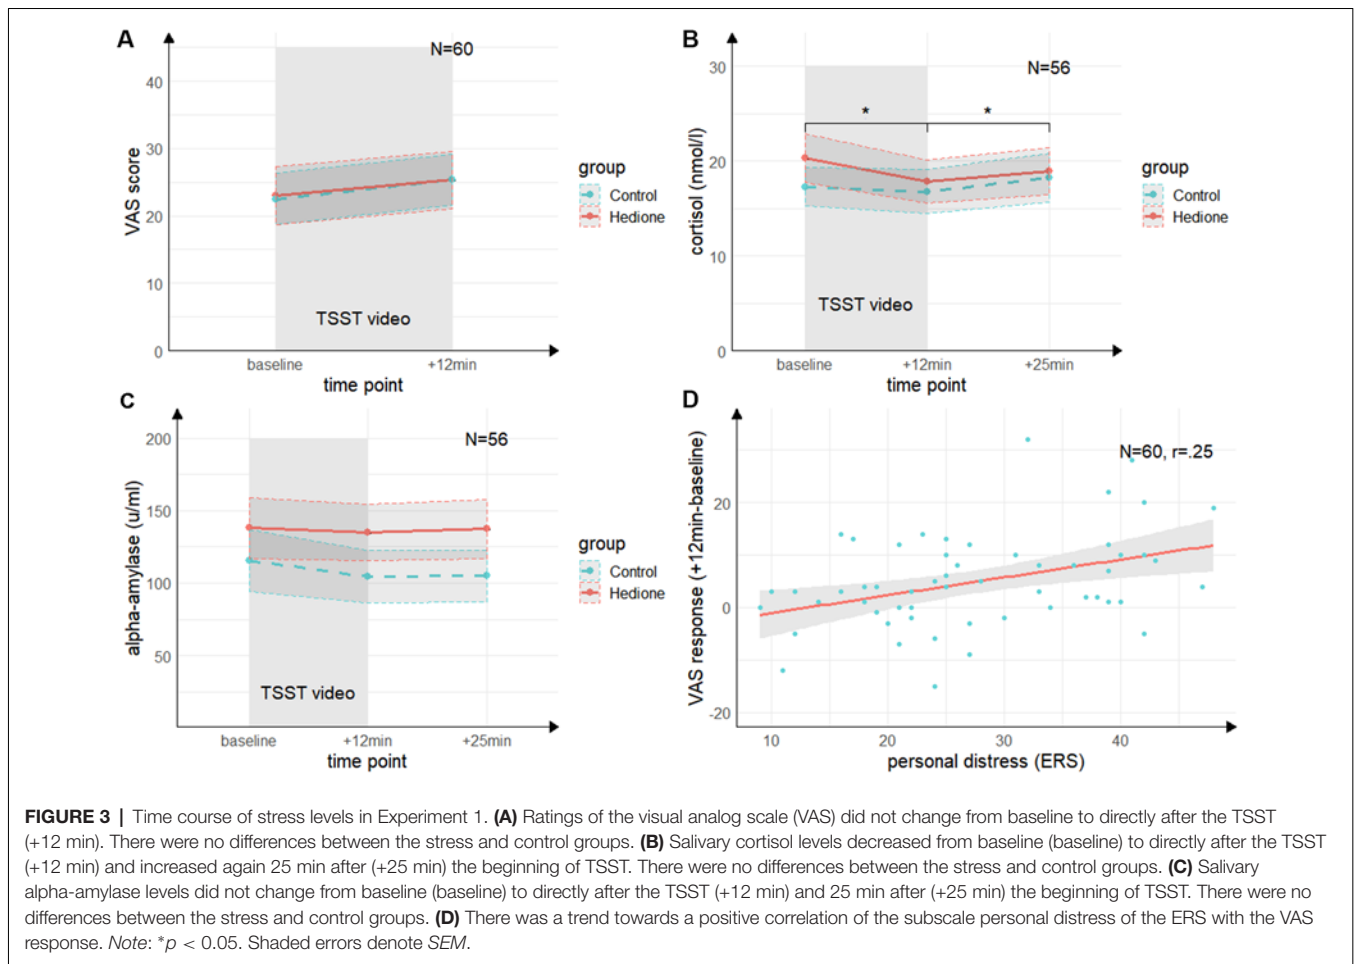 A
N=60
VAS score
40
30
20
10
0
TSST video
baseline
+12min
time point
group
Control
Hedione
B
N=56
cortisol (nmol/l)
30
20
10
0
*
*
TSST video
baseline
+12min
+25min
time point
group
Control
Hedione
C
N=56
alpha-amylase (u/ml)
200
150
100
50
TSST video
baseline
+12min
+25min
time point
group
Control
Hedione
D
N=60, r=.25
VAS response (+12min-baseline)
20
0
-20
10
20
30
40
personal distress (ERS)
FIGURE 3 | Time course of stress levels in Experiment 1. (A) Ratings of the visual analog scale (VAS) did not change from baseline to directly after the TSST
(+12 min). There were no differences between the stress and control groups. (B) Salivary cortisol levels decreased from baseline (baseline) to directly after the TSST
(+12 min) and increased again 25 min after (+25 min) the beginning of TSST. There were no differences between the stress and control groups. (C) Salivary
alpha-amylase levels did not change from baseline (baseline) to directly after the TSST (+12 min) and 25 min after (+25 min) the beginning of TSST. There were no
differences between the stress and control groups. (D) There was a trend towards a positive correlation of the subscale personal distress of the ERS with the VAS
response. Note: *p < 0.05. Shaded errors denote SEM.